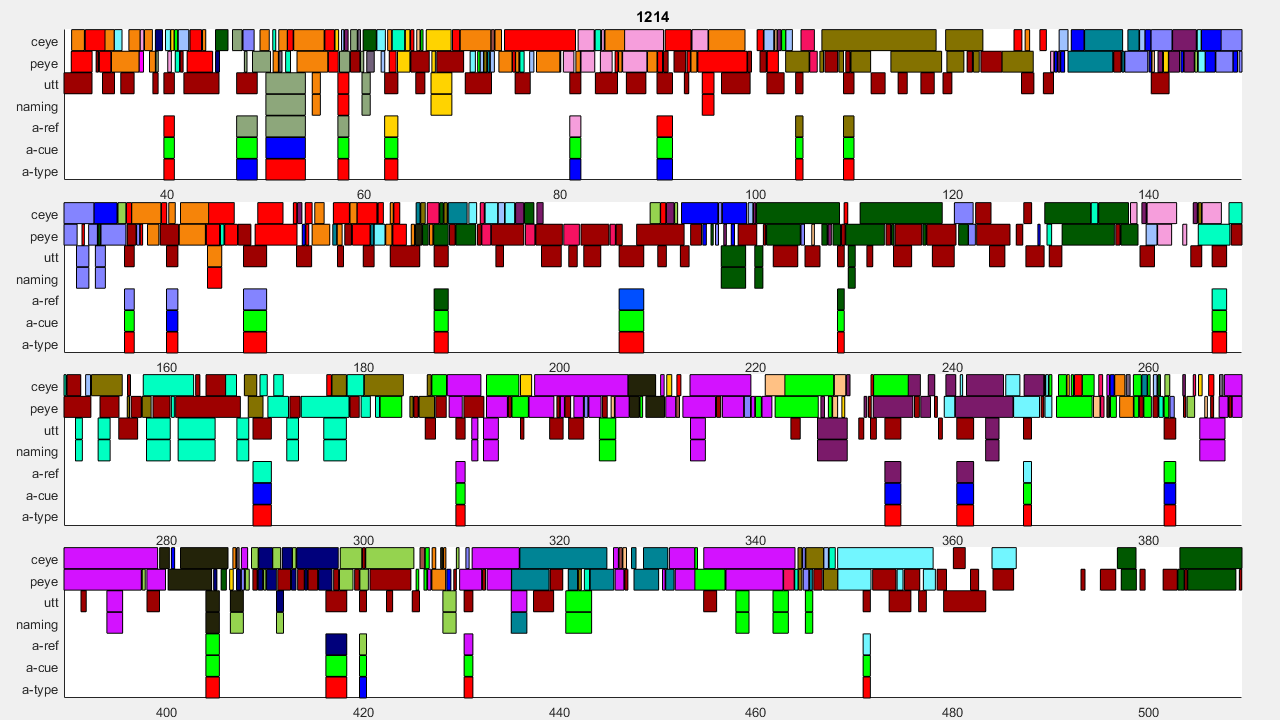 1214
ceye
peye
utt
naming
a-ref
a-cue
a-type
40 60 80 100 120 140
ceye
peye
utt
naming
a-ref
a-cue
a-type
160 180 200 220 240 260
ceye
peye
utt
naming
a-ref
a-cue
a-type
280 300 320 340 360 380
ceye
peye
utt
naming
a-ref
a-cue
a-type
400 420 440 460 480 500